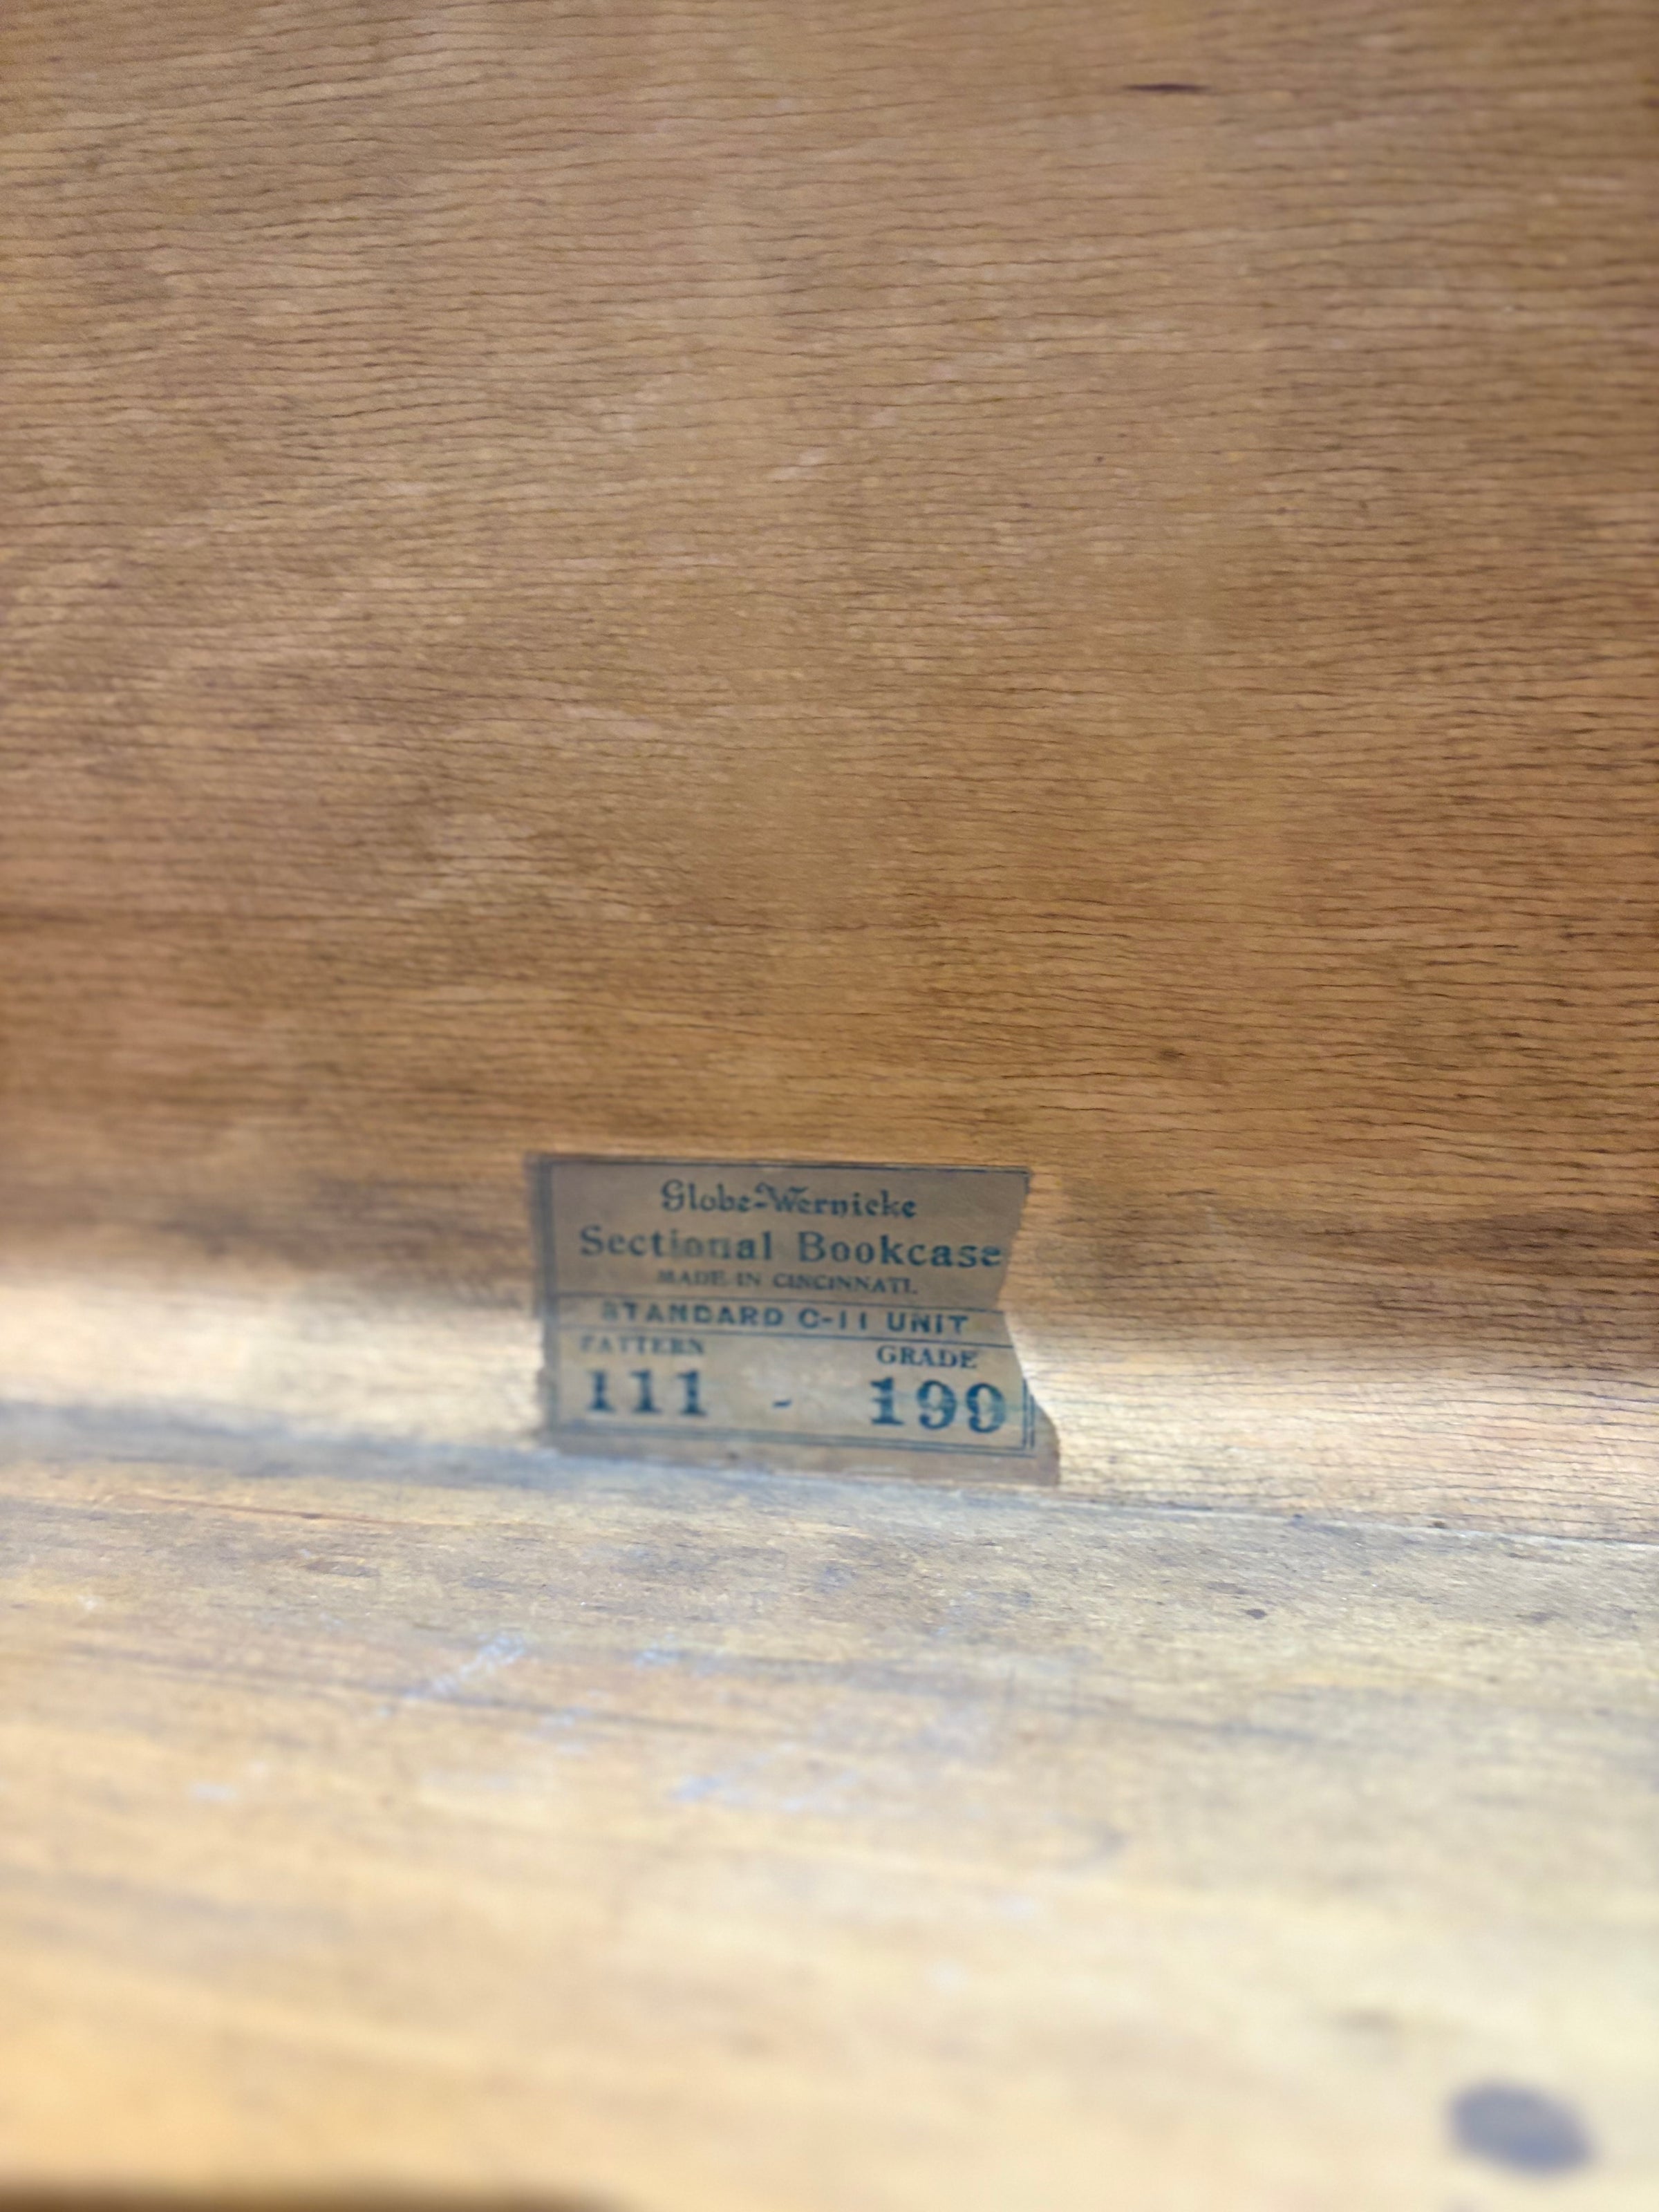 Globe-Wernicke
Sectional Bookcase
MADE IN CINCINNATI.
STANDARD C-11 UNIT
PATTERN GRADE
111 - 199